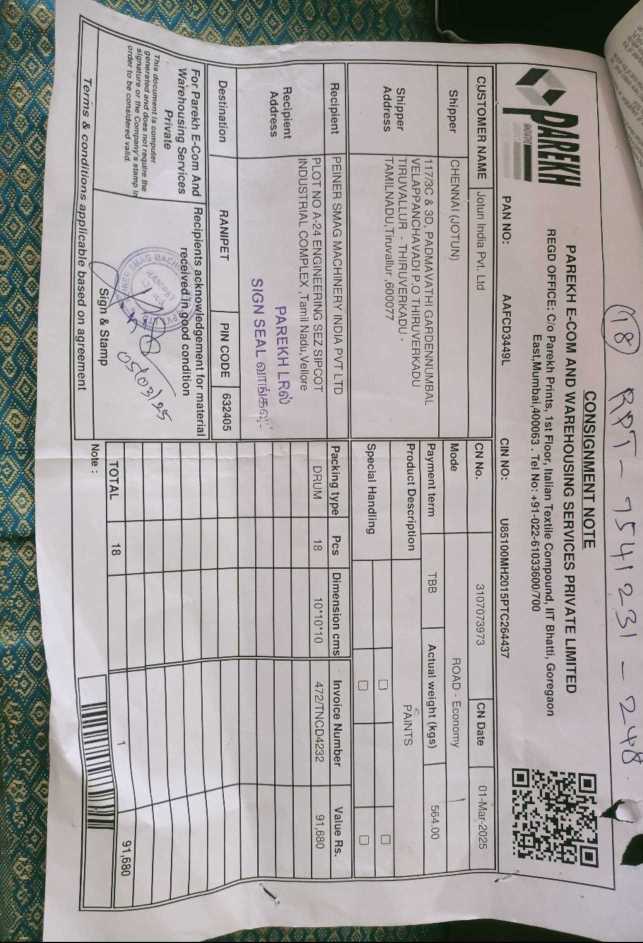 (18) RPT - 9541231 - 248
CONSIGNMENT NOTE
PAREKH
PAREKH E-COM AND WAREHOUSING SERVICES PRIVATE LIMITED
REGD OFFICE: C/o Parekh Prints, 1st Floor, Italian Textile Compound, IIT Bhatti, Goregaon
East,Mumbai,400063 . Tel No: +91-022-61033600/700
PAN NO: AAFCD3449L CIN NO: U85100MH2015PTC264437
CUSTOMER NAME Jotun India Pvt. Ltd CN No. 3107073973 CN Date 01-Mar-2025
Shipper CHENNAI (JOTUN) Mode ROAD - Economy
Shipper Address
117/3C & 3D, PADMAVATHI GARDENNUMBAL
VELAPPANCHAVADI P.O THIRUVERKADU
TIRUVALLUR - THIRUVERKADU -
TAMILNADU,Tiruvallur ,600077
Payment term TBB Actual weight (kgs) 564.00
Product Description PAINTS
Special Handling
Recipient PEINER SMAG MACHINERY INDIA PVT LTD
Recipient Address
PLOT NO A-24 ENGINEERING SEZ SIPCOT
INDUSTRIAL COMPLEX ,Tamil Nadu,Vellore
PAREKH LRல்
SIGN SEAL வாங்கவு
Packing type Pcs Dimension cms Invoice Number Value Rs.
DRUM 18 10*10*10 472/TNCD4232 91,680
Destination RANIPET PIN CODE 632405
For Parekh E-Com And
Warehousing Services
Private
This document is computer
generated and does not require the
signature or the Company's stamp in
order to be considered valid.
Recipients acknowledgement for material
received in good condition
05/03/25
Sign & Stamp
TOTAL 18 1 91,680
Terms & conditions applicable based on agreement
Note :